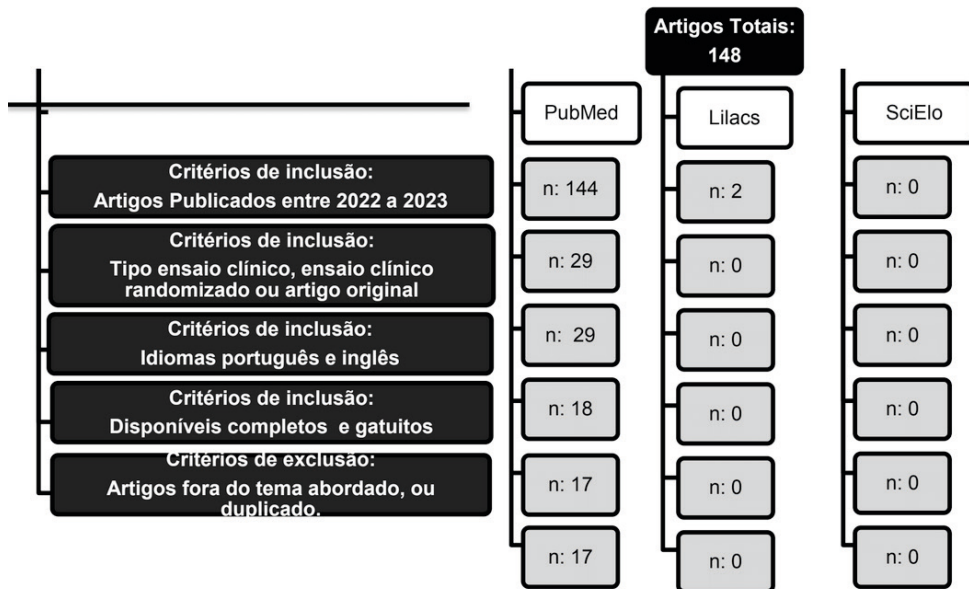 Artigos Totais:
148
PubMed
Lilacs
SciElo
Critérios de inclusão:
Artigos Publicados entre 2022 a 2023
n: 144
n: 2
n: 0
Critérios de inclusão:
Tipo ensaio clínico, ensaio clínico
randomizado ou artigo original
n: 29
n: 0
n: 0
Critérios de inclusão:
Idiomas português e inglês
n: 29
n: 0
n: 0
Critérios de inclusão:
Disponíveis completos e gatuitos
n: 18
n: 0
n: 0
Critérios de exclusão:
Artigos fora do tema abordado, ou
duplicado.
n: 17
n: 0
n: 0
n: 17
n: 0
n: 0